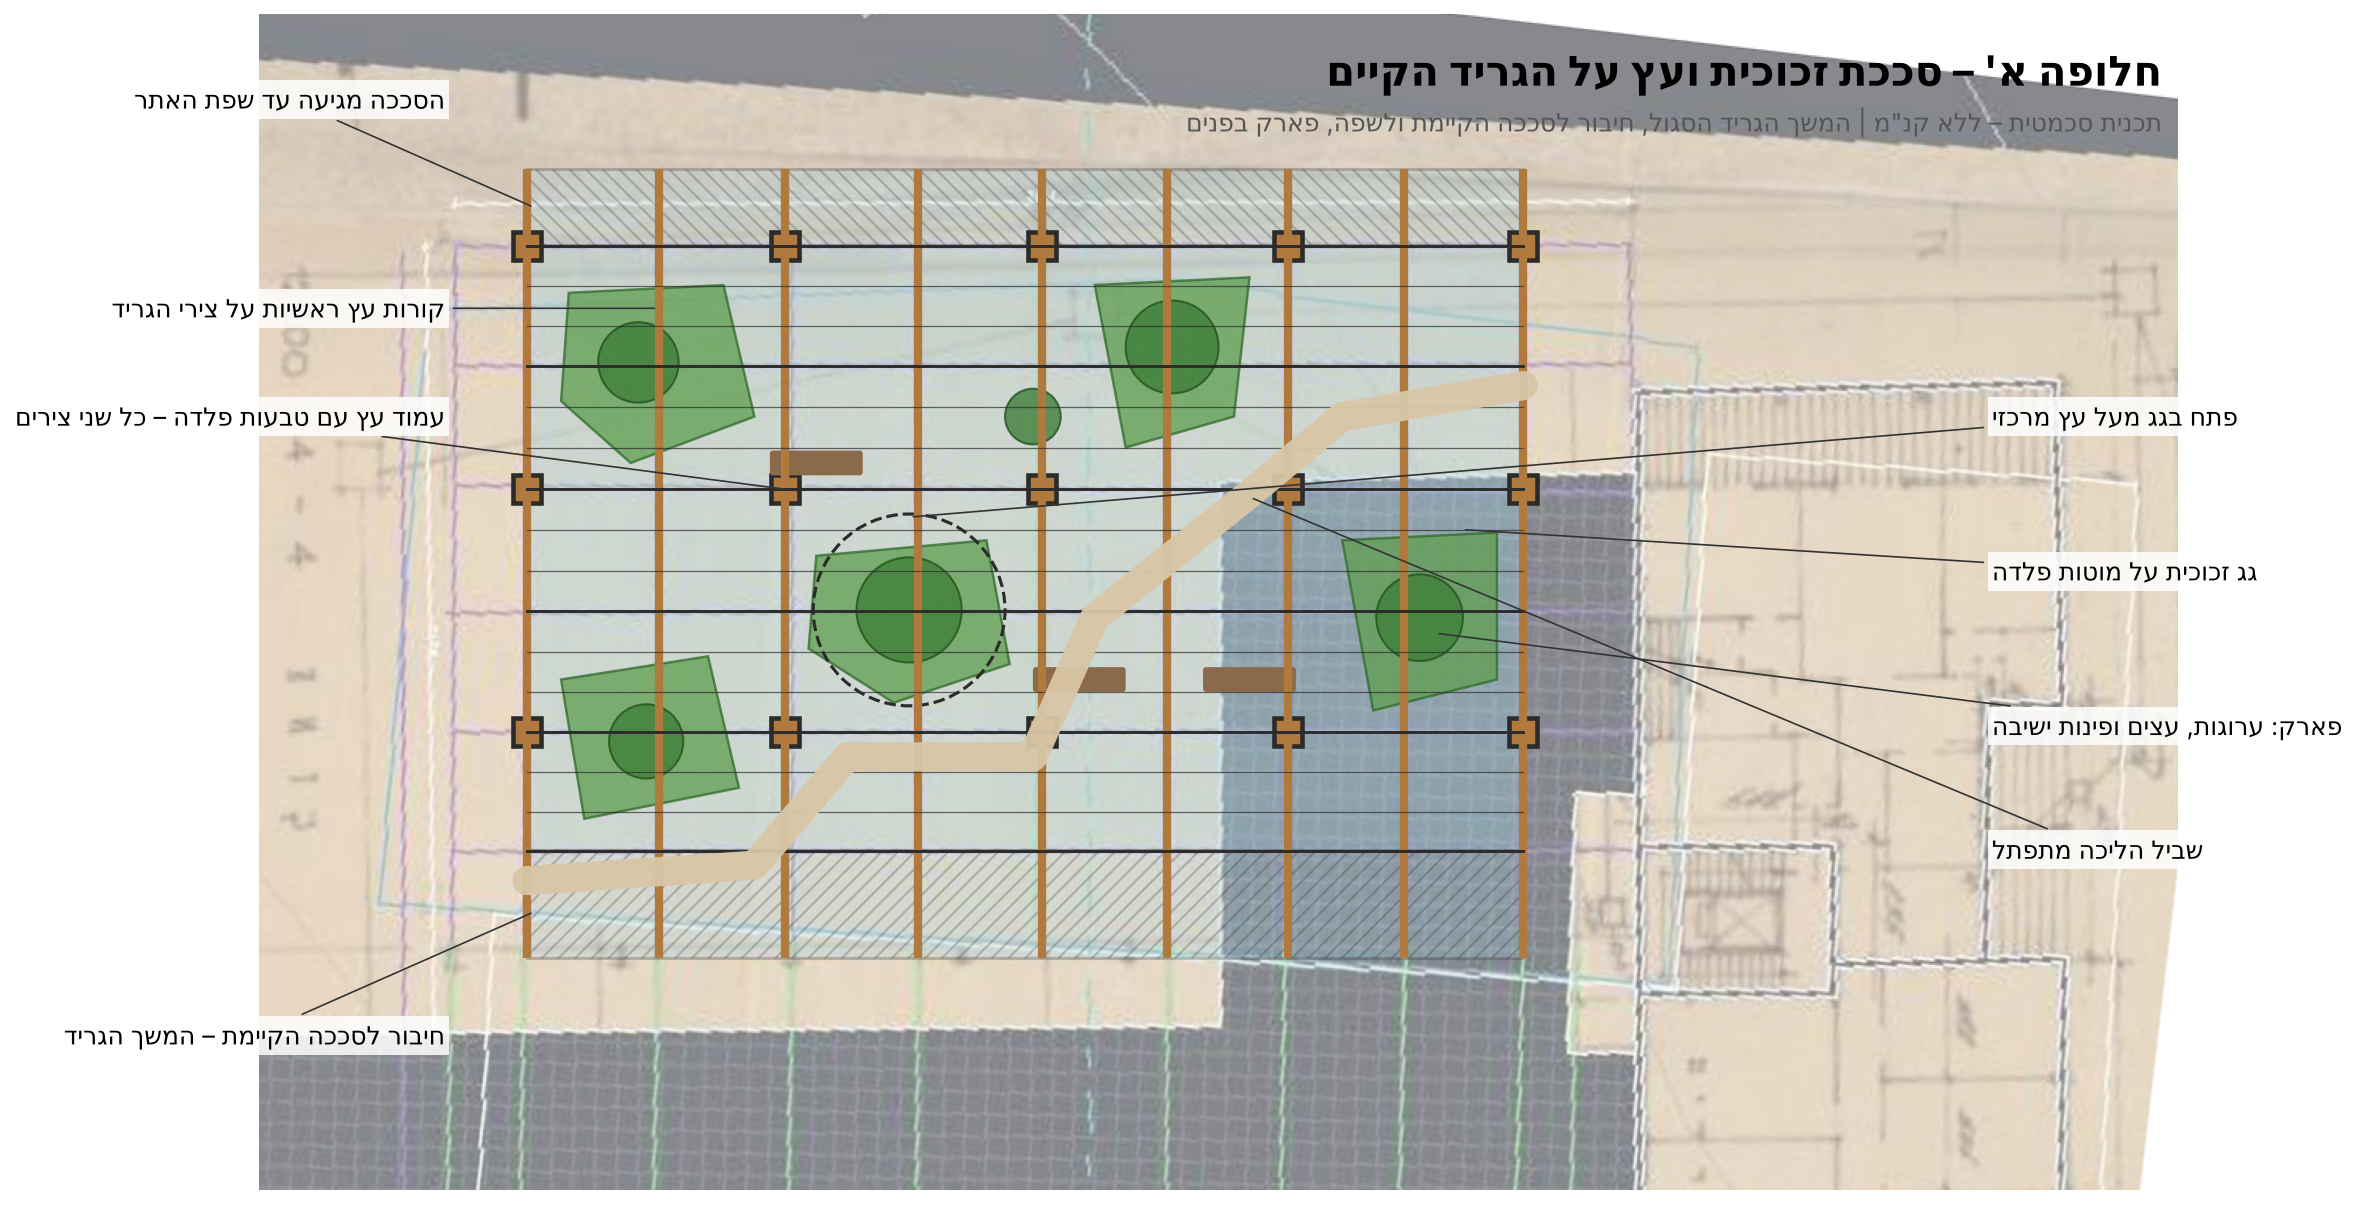 חלופה א' – סככת זכוכית ועץ על הגריד הקיים
תכנית סכמטית – ללא קנ"מ | המשך הגריד הסגול, חיבור לסככה הקיימת ולשפה, פארק בפנים
הסככה מגיעה עד שפת האתר
קורות עץ ראשיות על צירי הגריד
עמוד עץ עם טבעות פלדה – כל שני צירים
פתח בגג מעל עץ מרכזי
גג זכוכית על מוטות פלדה
פארק: ערוגות, עצים ופינות ישיבה
שביל הליכה מתפתל
חיבור לסככה הקיימת – המשך הגריד